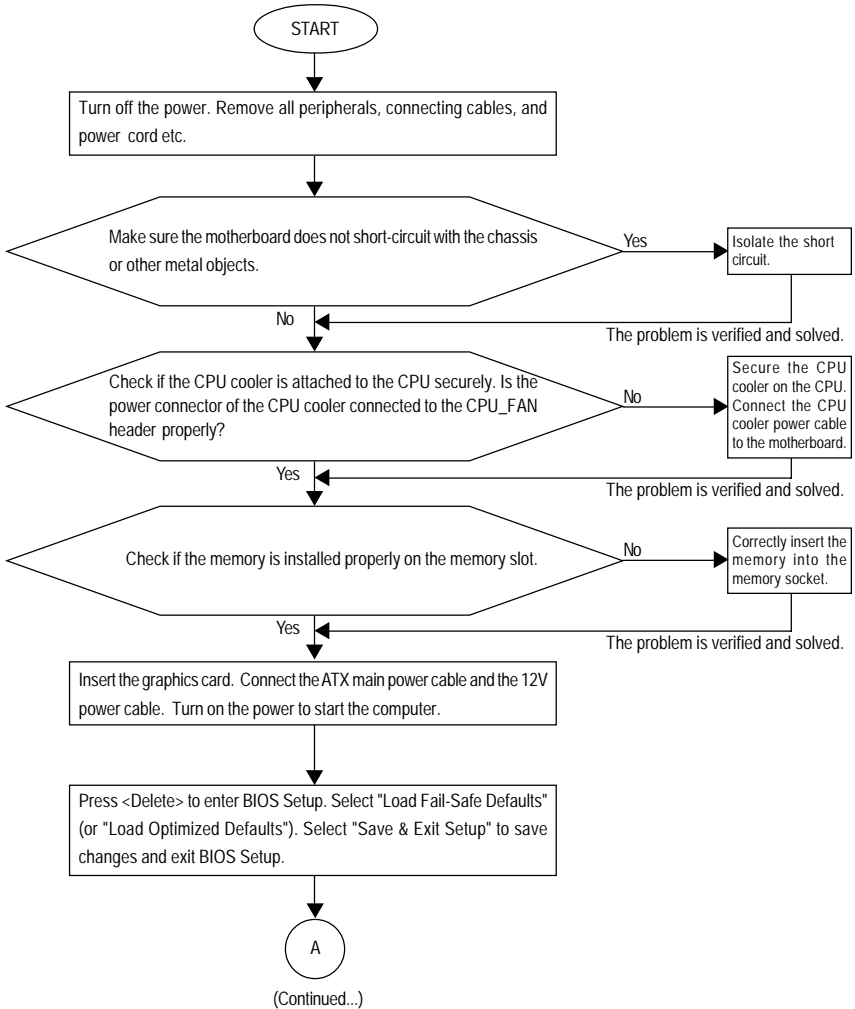 START
Turn off the power. Remove all peripherals, connecting cables, and
power cord etc.
Make sure the motherboard does not short-circuit with the chassis
or other metal objects.
Yes
Isolate the short
circuit.
No
The problem is verified and solved.
Check if the CPU cooler is attached to the CPU securely. Is the
power connector of the CPU cooler connected to the CPU_FAN
header properly?
No
Secure the CPU
cooler on the CPU.
Connect the CPU
cooler power cable
to the motherboard.
Yes
The problem is verified and solved.
Check if the memory is installed properly on the memory slot.
No
Correctly insert the
memory into the
memory socket.
Yes
The problem is verified and solved.
Insert the graphics card. Connect the ATX main power cable and the 12V
power cable. Turn on the power to start the computer.
Press <Delete> to enter BIOS Setup. Select "Load Fail-Safe Defaults"
(or "Load Optimized Defaults"). Select "Save & Exit Setup" to save
changes and exit BIOS Setup.
A
(Continued...)